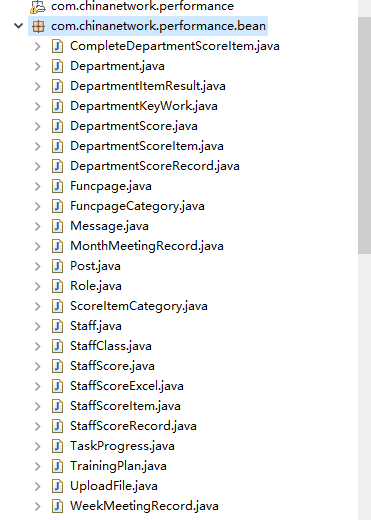 com.chinanetwork.performance
com.chinanetwork.performance.bean
CompleteDepartmentScoreItem.java
Department.java
DepartmentItemResult.java
DepartmentKeyWork.java
DepartmentScore.java
DepartmentScoreItem.java
DepartmentScoreRecord.java
Funcpage.java
FuncpageCategory.java
Message.java
MonthMeetingRecord.java
Post.java
Role.java
ScoreItemCategory.java
Staff.java
StaffClass.java
StaffScore.java
StaffScoreExcel.java
StaffScoreItem.java
StaffScoreRecord.java
TaskProgress.java
TrainingPlan.java
UploadFile.java
WeekMeetingRecord.java